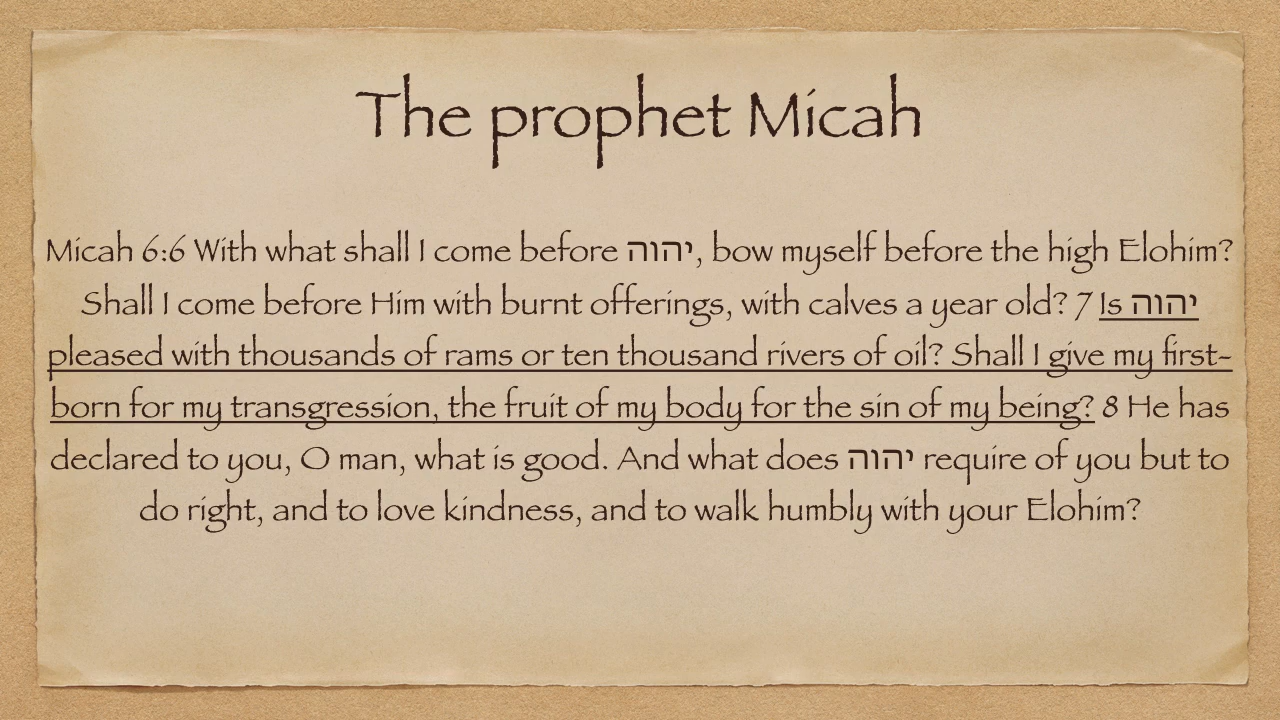 The prophet Micah
Micah 6:6 With what shall I come before יהוה, bow myself before the high Elohim?
Shall I come before Him with burnt offerings, with calves a year old? 7 Is יהוה
pleased with thousands of rams or ten thousand rivers of oil? Shall I give my first-
born for my transgression, the fruit of my body for the sin of my being? 8 He has
declared to you, O man, what is good. And what does יהוה require of you but to
do right, and to love kindness, and to walk humbly with your Elohim?